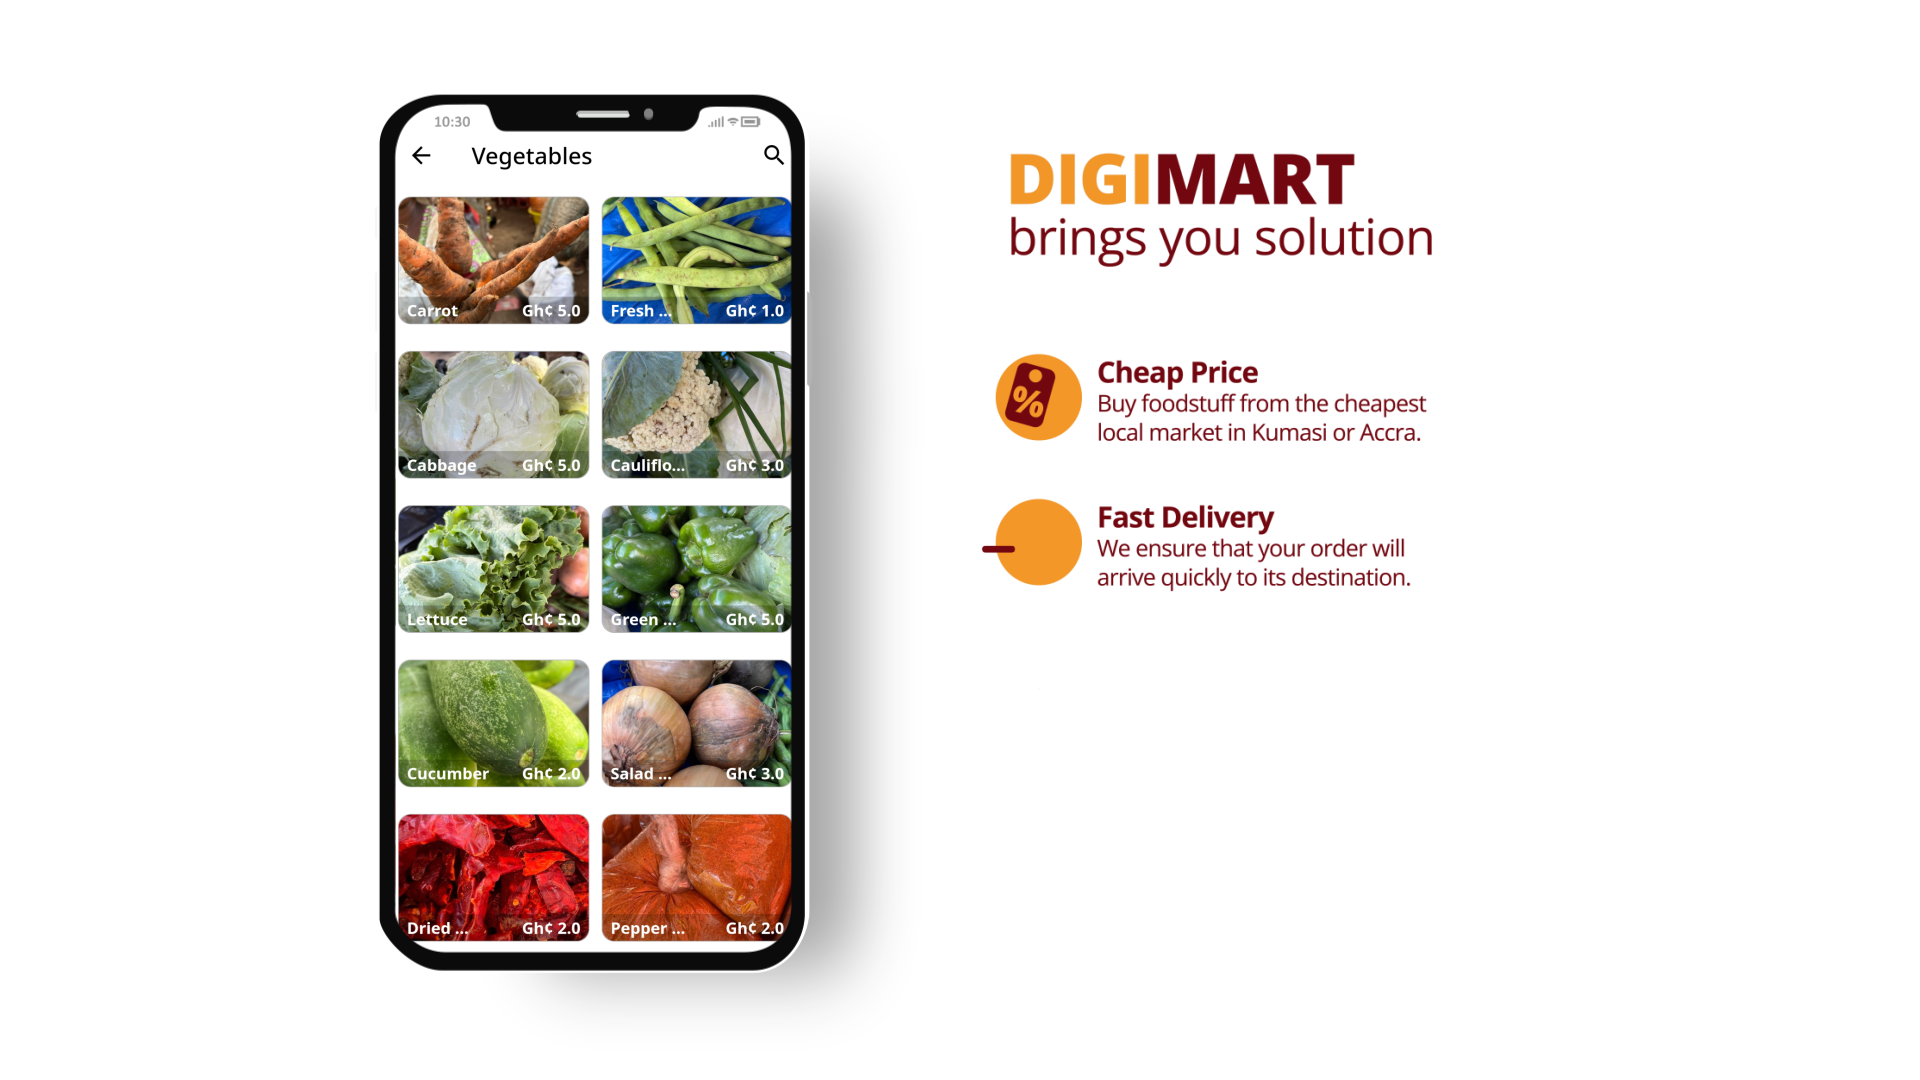 10:30
Vegetables
Carrot Gh¢ 5.0
Fresh ... Gh¢ 1.0
Cabbage Gh¢ 5.0
Cauliflo... Gh¢ 3.0
Lettuce Gh¢ 5.0
Green ... Gh¢ 5.0
Cucumber Gh¢ 2.0
Salad ... Gh¢ 3.0
Dried ... Gh¢ 2.0
Pepper ... Gh¢ 2.0
DIGIMART
brings you solution
%
Cheap Price
Buy foodstuff from the cheapest
local market in Kumasi or Accra.
Fast Delivery
We ensure that your order will
arrive quickly to its destination.